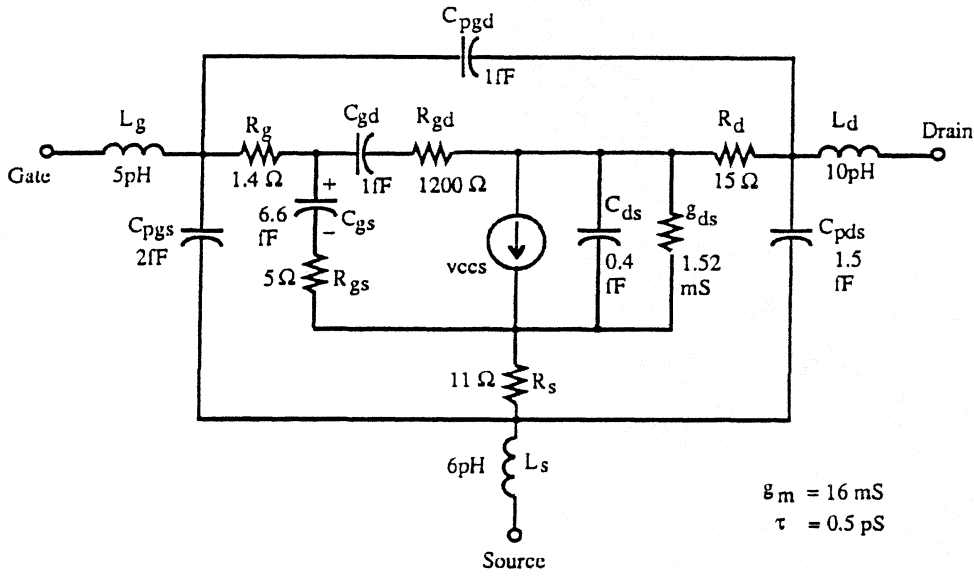 Cpgd
1fF
Lg
5pH
Gate
Rg
1.4 Ω
Cgd
1fF
Rgd
1200 Ω
Rd
15 Ω
Ld
10pH
Drain
Cpgs
2fF
+
6.6
fF
Cgs
–
5Ω
Rgs
vccs
Cds
0.4
fF
gds
1.52
mS
Cpds
1.5
fF
11 Ω
Rs
6pH
Ls
Source
gm = 16 mS
τ = 0.5 pS